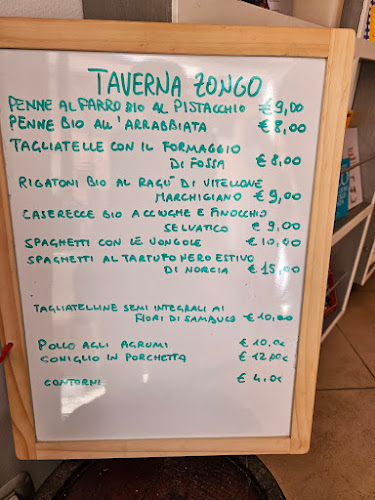 TAVERNA ZONGO
PENNE AL FARRO BIO AL PISTACCHIO €9,00
PENNE BIO ALL'ARRABBIATA €8,00
TAGLIATELLE CON IL FORMAGGIO
DI FOSSA €8,00
RIGATONI BIO AL RAGU' DI VITELLONE
MARCHIGIANO €9,00
CASERECCE BIO ACCIUGHE E FINOCCHIO
SELVATICO €9,00
SPAGHETTI CON LE VONGOLE €10,00
SPAGHETTI AL TARTUFO NERO ESTIVO
DI NORCIA €15,00
TAGLIATELLINE SEMI INTEGRALI AI
FIORI DI SAMBUCO €10,00
POLLO AGLI AGRUMI €10,00
CONIGLIO IN PORCHETTA €12,00
CONTORNI €4,00